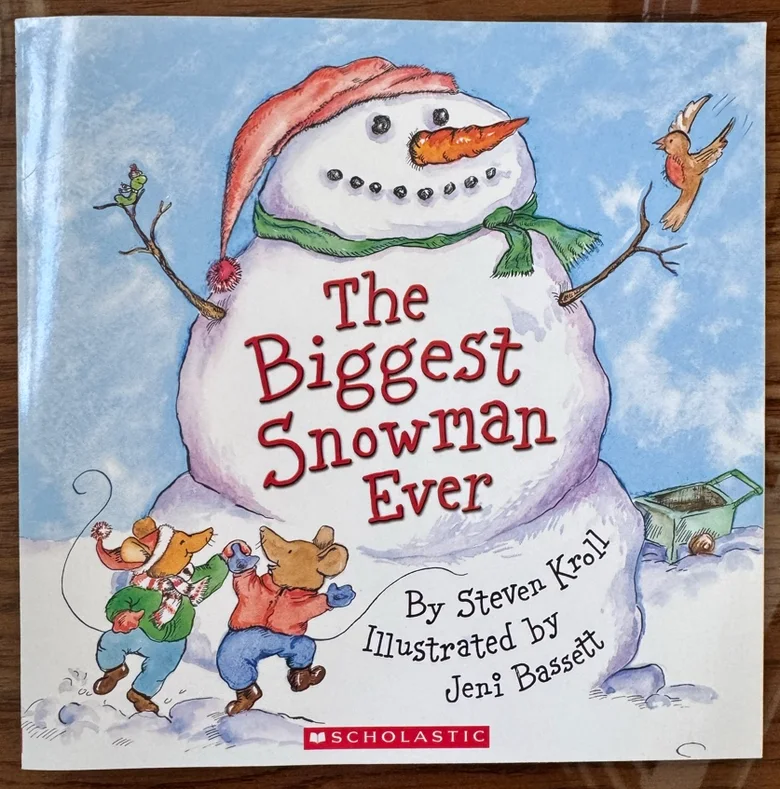 The
Biggest
Snowman
Ever
By Steven Kroll
Illustrated by
Jeni Bassett
SCHOLASTIC